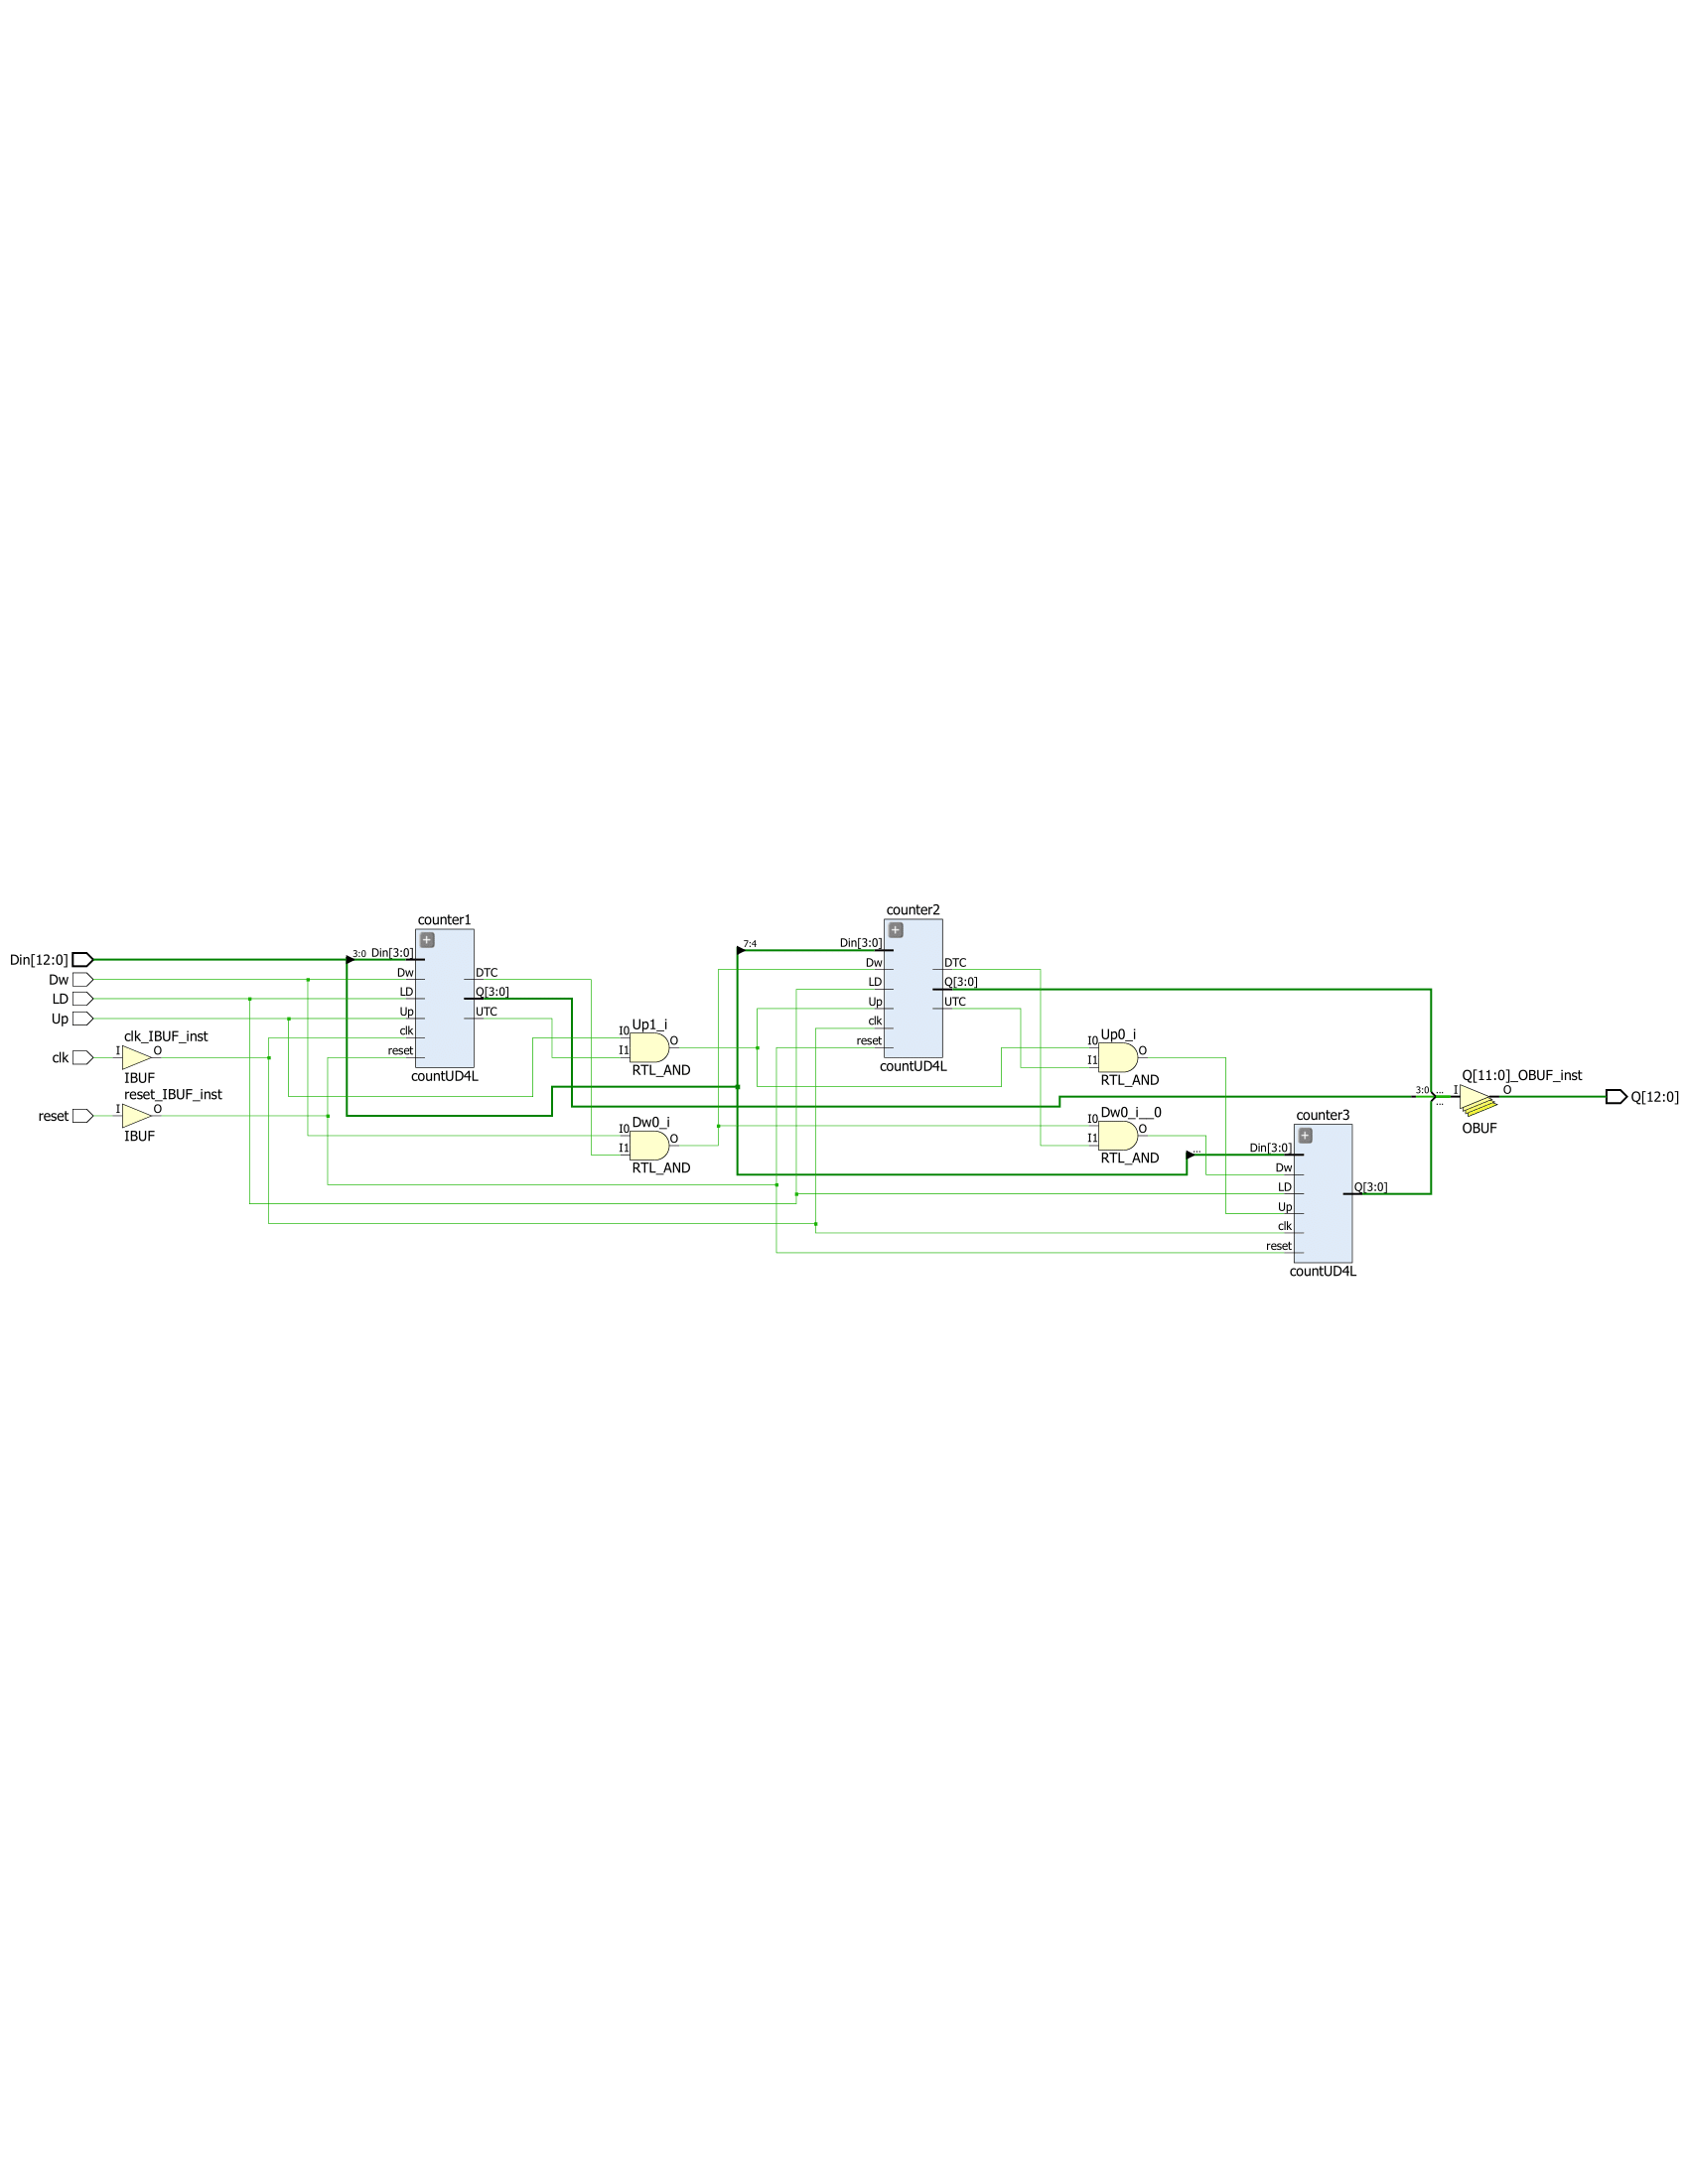 Din[12:0]
Dw
LD
Up
clk
reset
clk_IBUF_inst
I
O
IBUF
reset_IBUF_inst
I
O
IBUF
counter1
3:0
Din[3:0]
Dw
LD
Up
clk
reset
DTC
Q[3:0]
UTC
countUD4L
Up1_i
I0
I1
O
RTL_AND
Dw0_i
I0
I1
O
RTL_AND
counter2
7:4
Din[3:0]
Dw
LD
Up
clk
reset
DTC
Q[3:0]
UTC
countUD4L
Up0_i
I0
I1
O
RTL_AND
Dw0_i__0
I0
I1
O
RTL_AND
counter3
...
Din[3:0]
Dw
LD
Up
clk
reset
Q[3:0]
countUD4L
3:0
...
...
Q[11:0]_OBUF_inst
I
O
OBUF
Q[12:0]